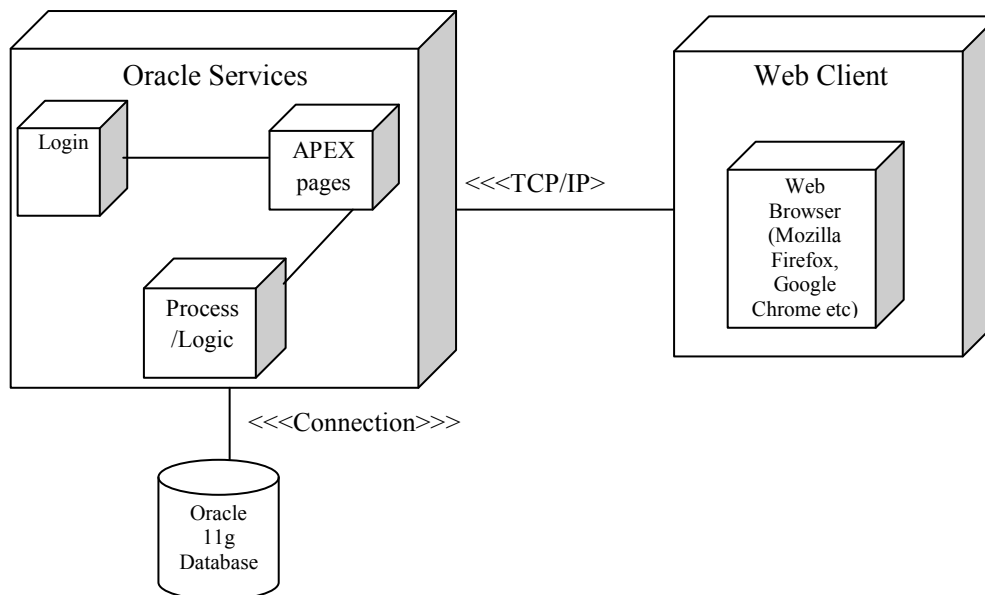 Oracle Services
Login
APEX
pages
Process
/Logic
<<<TCP/IP>
Web Client
Web
Browser
(Mozilla
Firefox,
Google
Chrome etc)
<<<Connection>>>
Oracle
11g
Database